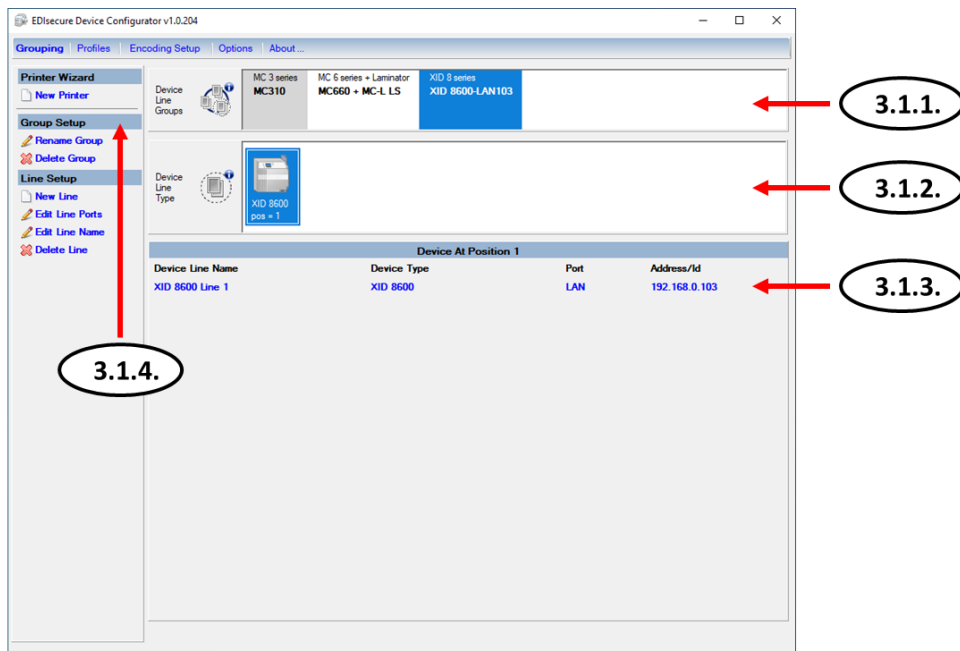 EDIsecure Device Configurator v1.0.204
Grouping Profiles Encoding Setup Options About...
Printer Wizard
New Printer
Group Setup
Rename Group
Delete Group
Line Setup
New Line
Edit Line Ports
Edit Line Name
Delete Line
Device
Line
Groups
MC 3 series
MC310
MC 6 series + Laminator
MC660 + MC-L LS
XID 8 series
XID 8600-LAN103
3.1.1.
Device
Line
Type
XID 8600
pos = 1
3.1.2.
Device At Position 1
Device Line Name Device Type Port Address/Id
XID 8600 Line 1 XID 8600 LAN 192.168.0.103
3.1.3.
3.1.4.